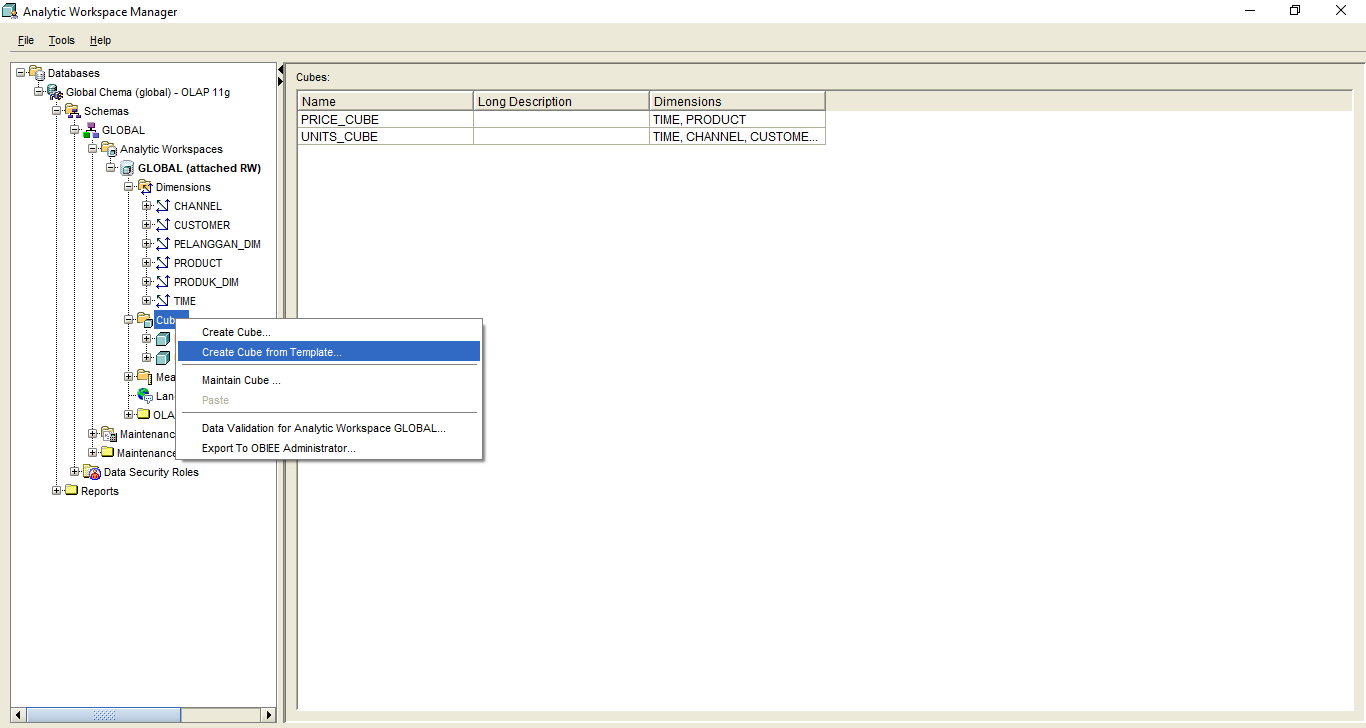 Analytic Workspace Manager
File Tools Help
Databases
Global Chema (global) - OLAP 11g
Schemas
GLOBAL
Analytic Workspaces
GLOBAL (attached RW)
Dimensions
CHANNEL
CUSTOMER
PELANGGAN_DIM
PRODUCT
PRODUK_DIM
TIME
Cub
Mea
Lan
OLA
Maintenanc
Maintenance
Data Security Roles
Reports
Create Cube...
Create Cube from Template...
Maintain Cube ...
Paste
Data Validation for Analytic Workspace GLOBAL...
Export To OBIEE Administrator...
Cubes:
Name Long Description Dimensions
PRICE_CUBE TIME, PRODUCT
UNITS_CUBE TIME, CHANNEL, CUSTOME...